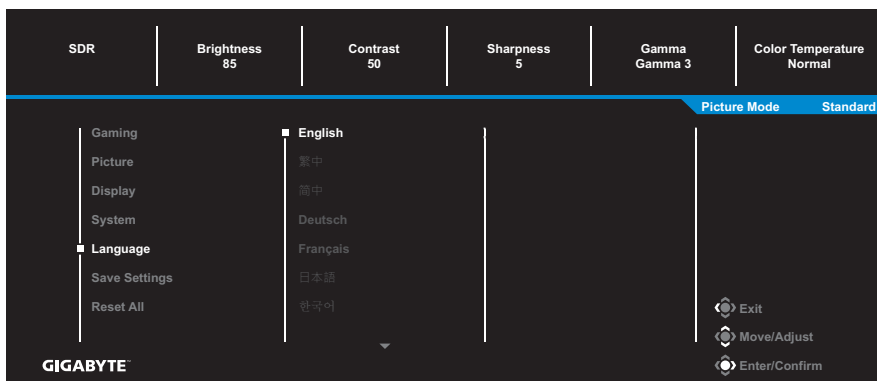 SDR
Brightness
85
Contrast
50
Sharpness
5
Gamma
Gamma 3
Color Temperature
Normal
Picture Mode Standard
Gaming
Picture
Display
System
Language
Save Settings
Reset All
English
繁中
简中
Deutsch
Français
日本語
한국어
Exit
Move/Adjust
Enter/Confirm
GIGABYTE™